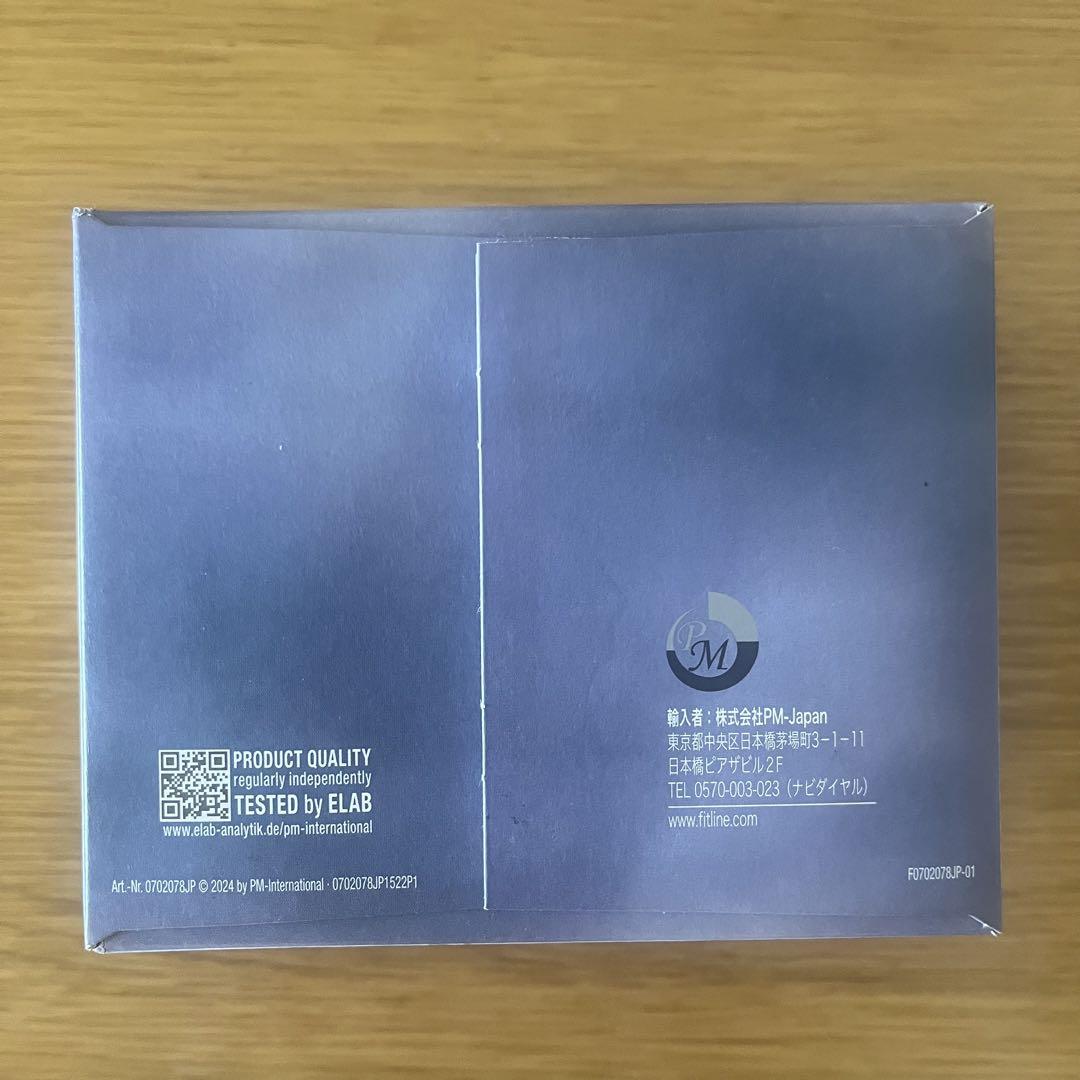 PM
輸入者：株式会社PM-Japan
東京都中央区日本橋茅場町3－1－11
日本橋ピアザビル２F
TEL 0570-003-023（ナビダイヤル）
www.fitline.com
PRODUCT QUALITY
regularly independently
TESTED by ELAB
www.elab-analytik.de/pm-international
Art.-Nr. 0702078JP © 2024 by PM-International · 0702078JP1522P1
F0702078JP-01